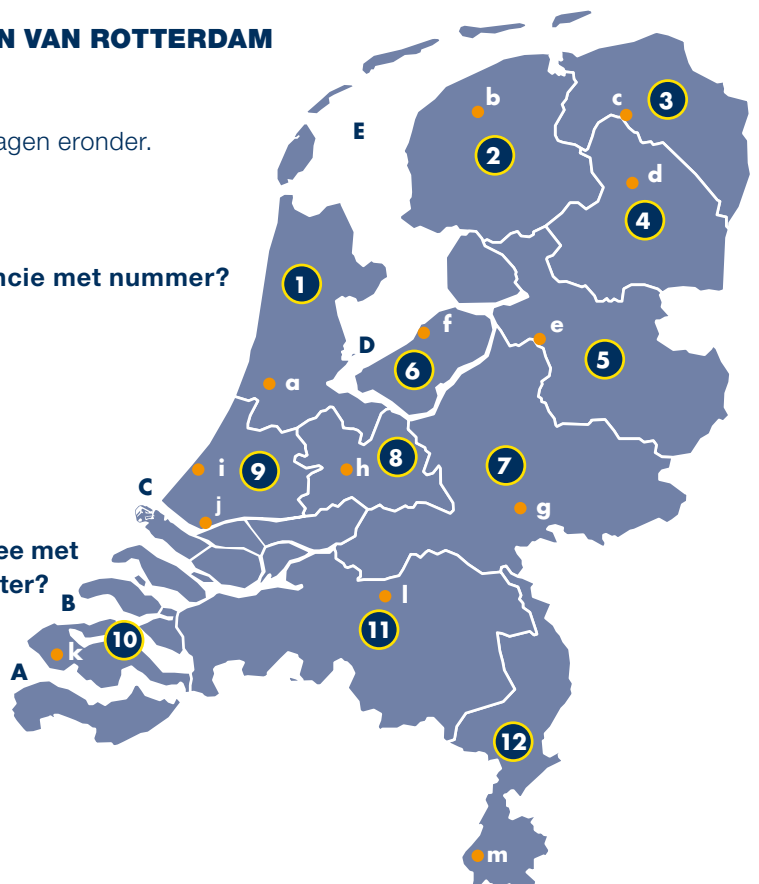 N VAN ROTTERDAM
agen eronder.
ncie met nummer?
ee met
ter?
E
b
c
3
2
d
4
1
D
f
e
6
5
a
8
7
i
9
h
C
j
g
B
l
11
10
k
A
12
m